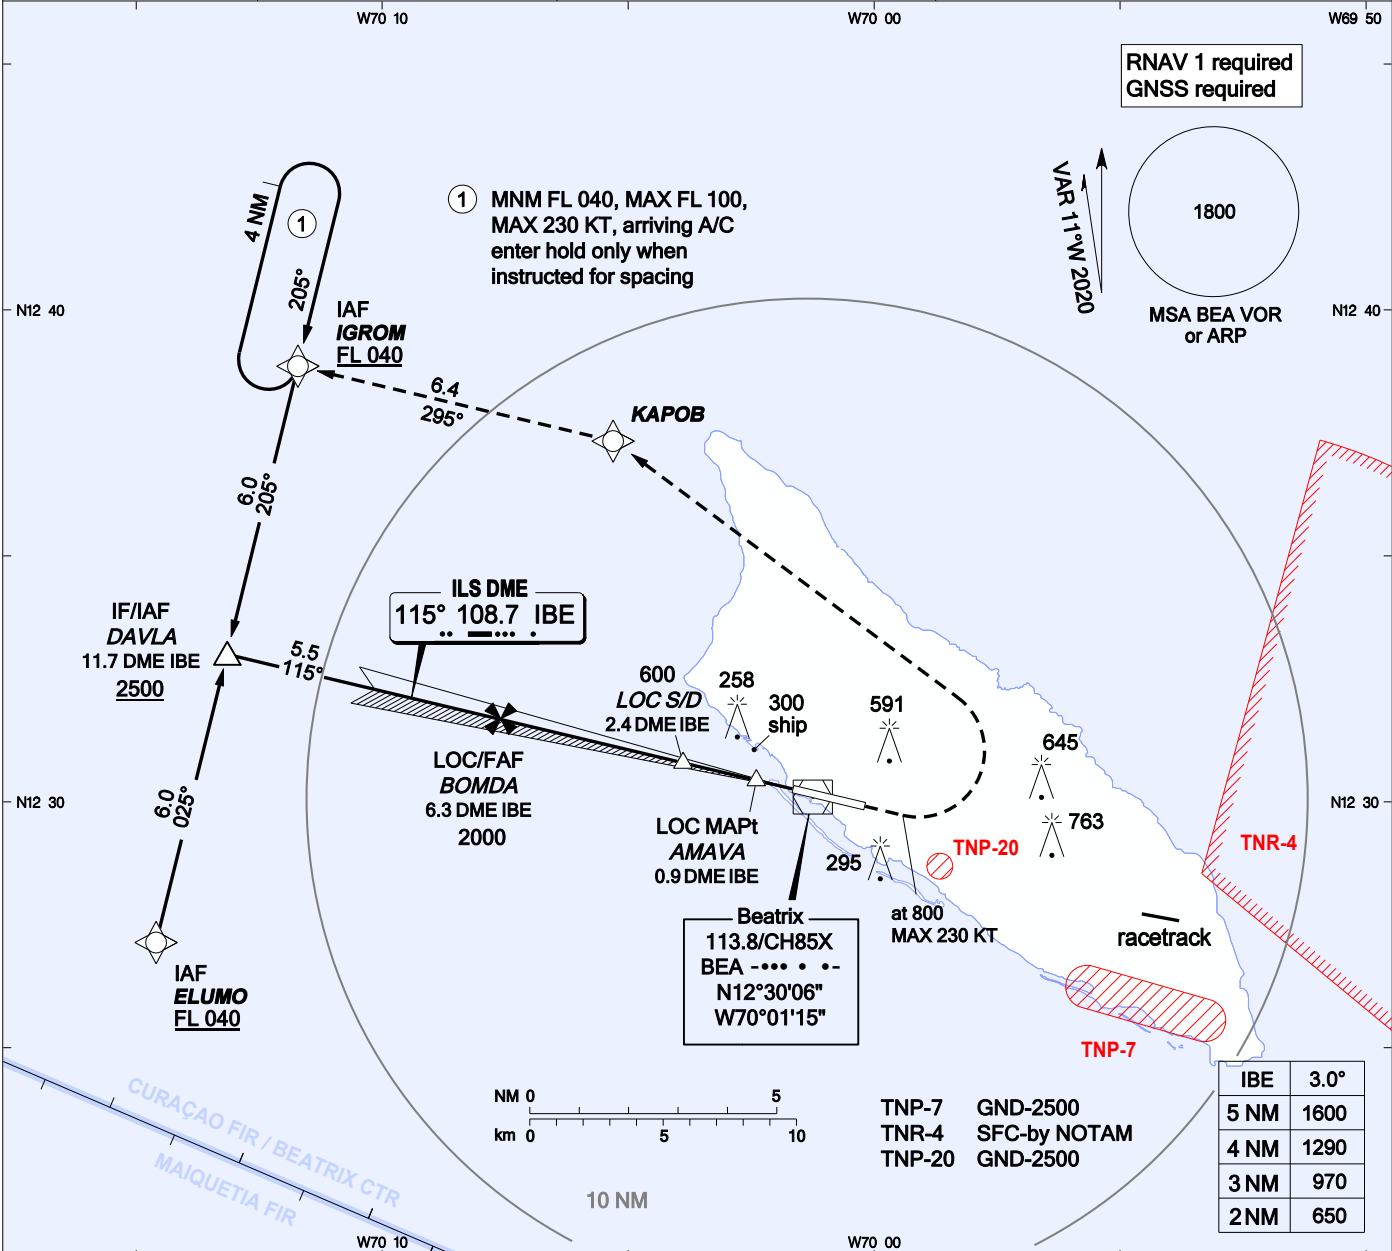 W70 10
W70 00
W69 50
RNAV 1 required
GNSS required
VAR 11°W 2020
1800
MSA BEA VOR
or ARP
4 NM
1
205°
1
MNM FL 040, MAX FL 100,
MAX 230 KT, arriving A/C
enter hold only when
instructed for spacing
N12 40
N12 40
IAF
IGROM
FL 040
6.4
295°
KAPOB
6.0
205°
ILS DME
115° 108.7 IBE
IF/IAF
DAVLA
11.7 DME IBE
2500
5.5
115°
600
LOC S/D
2.4 DME IBE
258
300
ship
591
645
763
LOC/FAF
BOMDA
6.3 DME IBE
2000
N12 30
N12 30
6.0
025°
LOC MAPt
AMAVA
0.9 DME IBE
295
TNP-20
TNR-4
at 800
MAX 230 KT
racetrack
Beatrix
113.8/CH85X
BEA
N12°30'06"
W70°01'15"
IAF
ELUMO
FL 040
TNP-7
CURAÇAO FIR / BEATRIX CTR
MAIQUETIA FIR
NM 0 5
km 0 5 10
TNP-7 GND-2500
TNR-4 SFC-by NOTAM
TNP-20 GND-2500
IBE 3.0°
5 NM 1600
4 NM 1290
3 NM 970
2 NM 650
10 NM
W70 10
W70 00